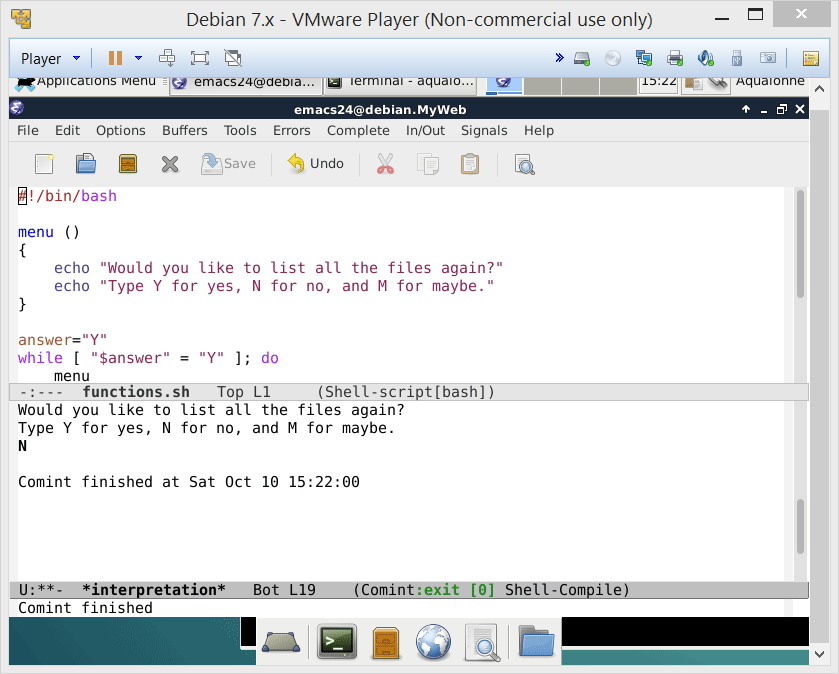 Debian 7.x - VMware Player (Non-commercial use only)
Player
Applications Menu emacs24@debia... Terminal - aqualo... 15:22 Aqualonne
emacs24@debian.MyWeb
File Edit Options Buffers Tools Errors Complete In/Out Signals Help
Save Undo
#!/bin/bash
menu ()
{
echo "Would you like to list all the files again?"
echo "Type Y for yes, N for no, and M for maybe."
}
answer="Y"
while [ "$answer" = "Y" ]; do
menu
-:--- functions.sh Top L1 (Shell-script[bash])
Would you like to list all the files again?
Type Y for yes, N for no, and M for maybe.
N
Comint finished at Sat Oct 10 15:22:00
U:**- *interpretation* Bot L19 (Comint:exit [0] Shell-Compile)
Comint finished